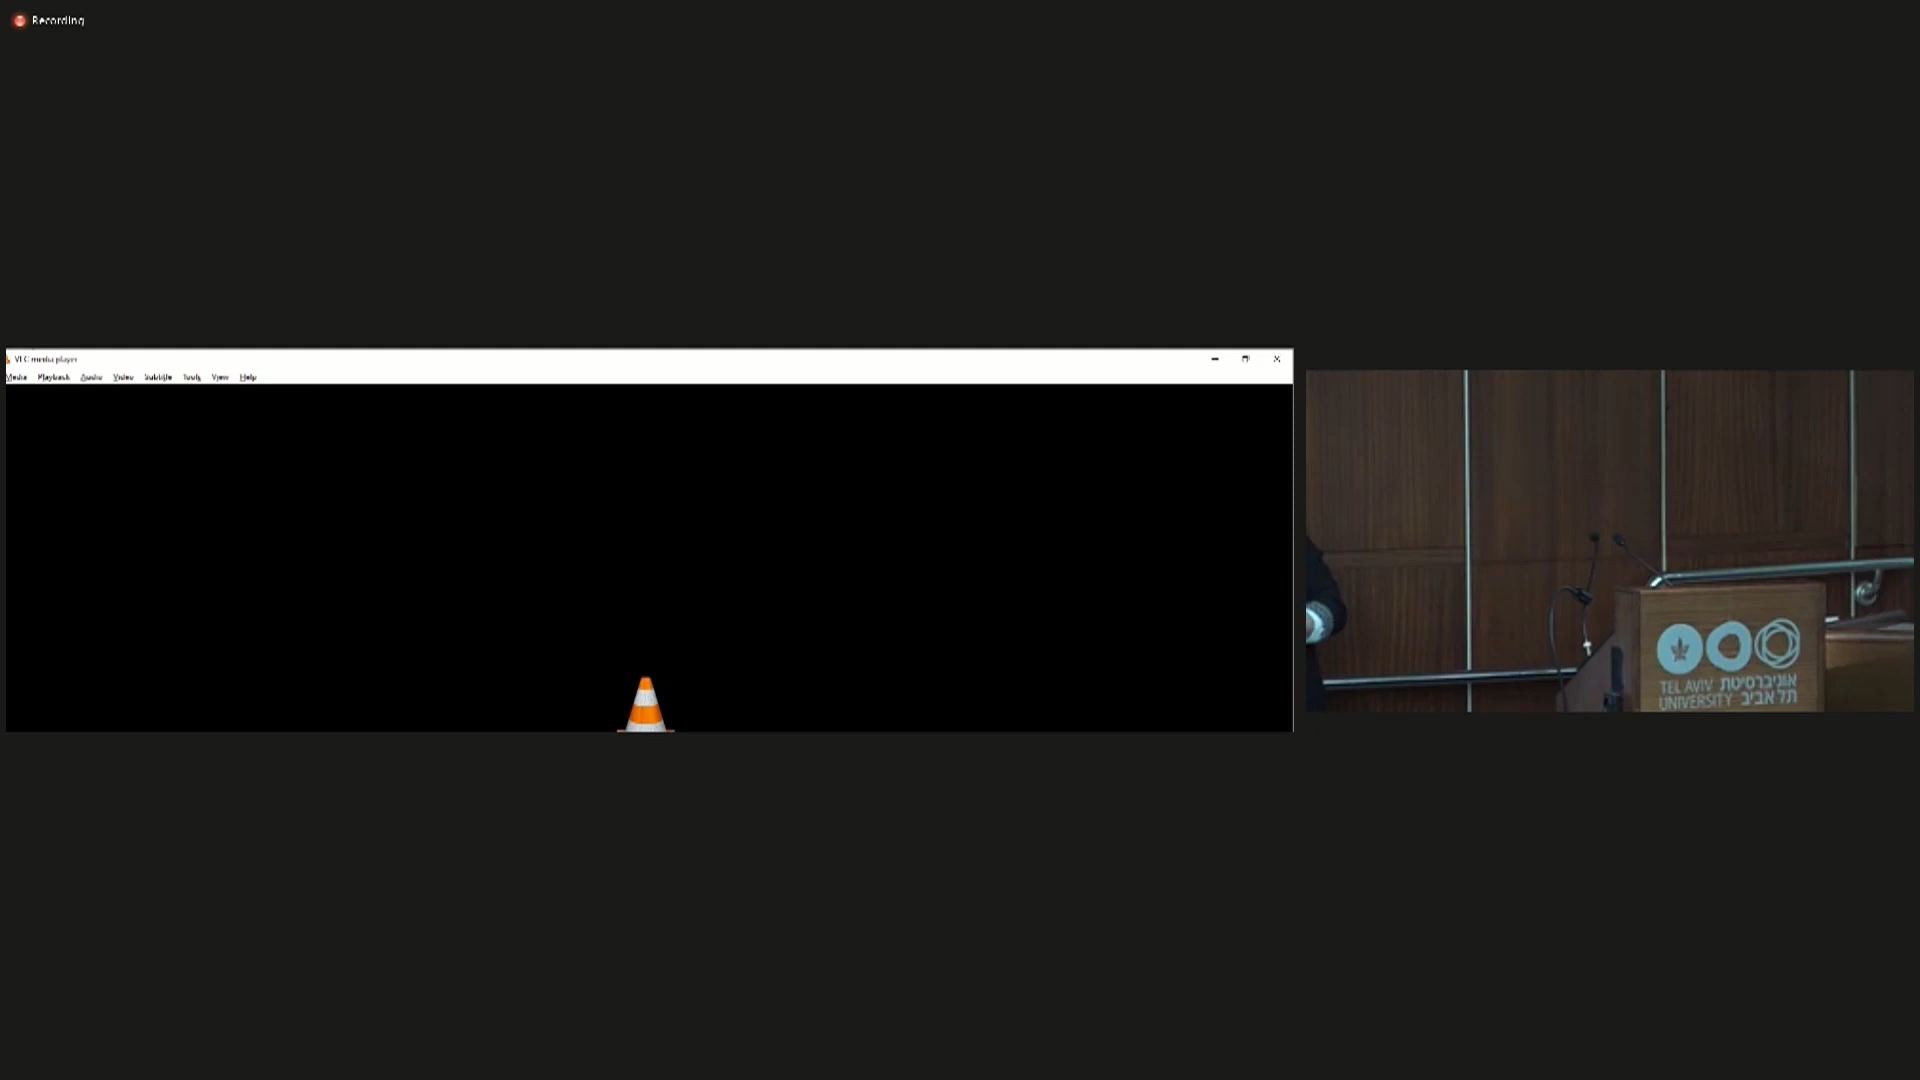 Recording
VLC media player
Media Playback Audio Video Subtitle Tools View Help
TEL AVIV אוניברסיטת
UNIVERSITY תל אביב